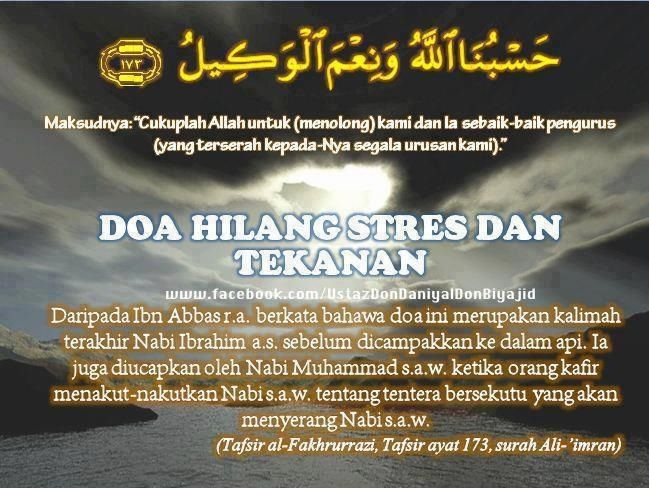 حَسْبُنَا ٱللَّهُ وَنِعْمَ ٱلْوَكِيلُ ١٧٣
Maksudnya: "Cukuplah Allah untuk (menolong) kami dan Ia sebaik-baik pengurus
(yang terserah kepada-Nya segala urusan kami)."
DOA HILANG STRES DAN
TEKANAN
www.facebook.com/UstazDonDaniyalDonBiyajid
Daripada Ibn Abbas r.a. berkata bahawa doa ini merupakan kalimah
terakhir Nabi Ibrahim a.s. sebelum dicampakkan ke dalam api. Ia
juga diucapkan oleh Nabi Muhammad s.a.w. ketika orang kafir
menakut-nakutkan Nabi s.a.w. tentang tentera bersekutu yang akan
menyerang Nabi s.a.w.
(Tafsir al-Fakhrurrazi, Tafsir ayat 173, surah Ali-'imran)